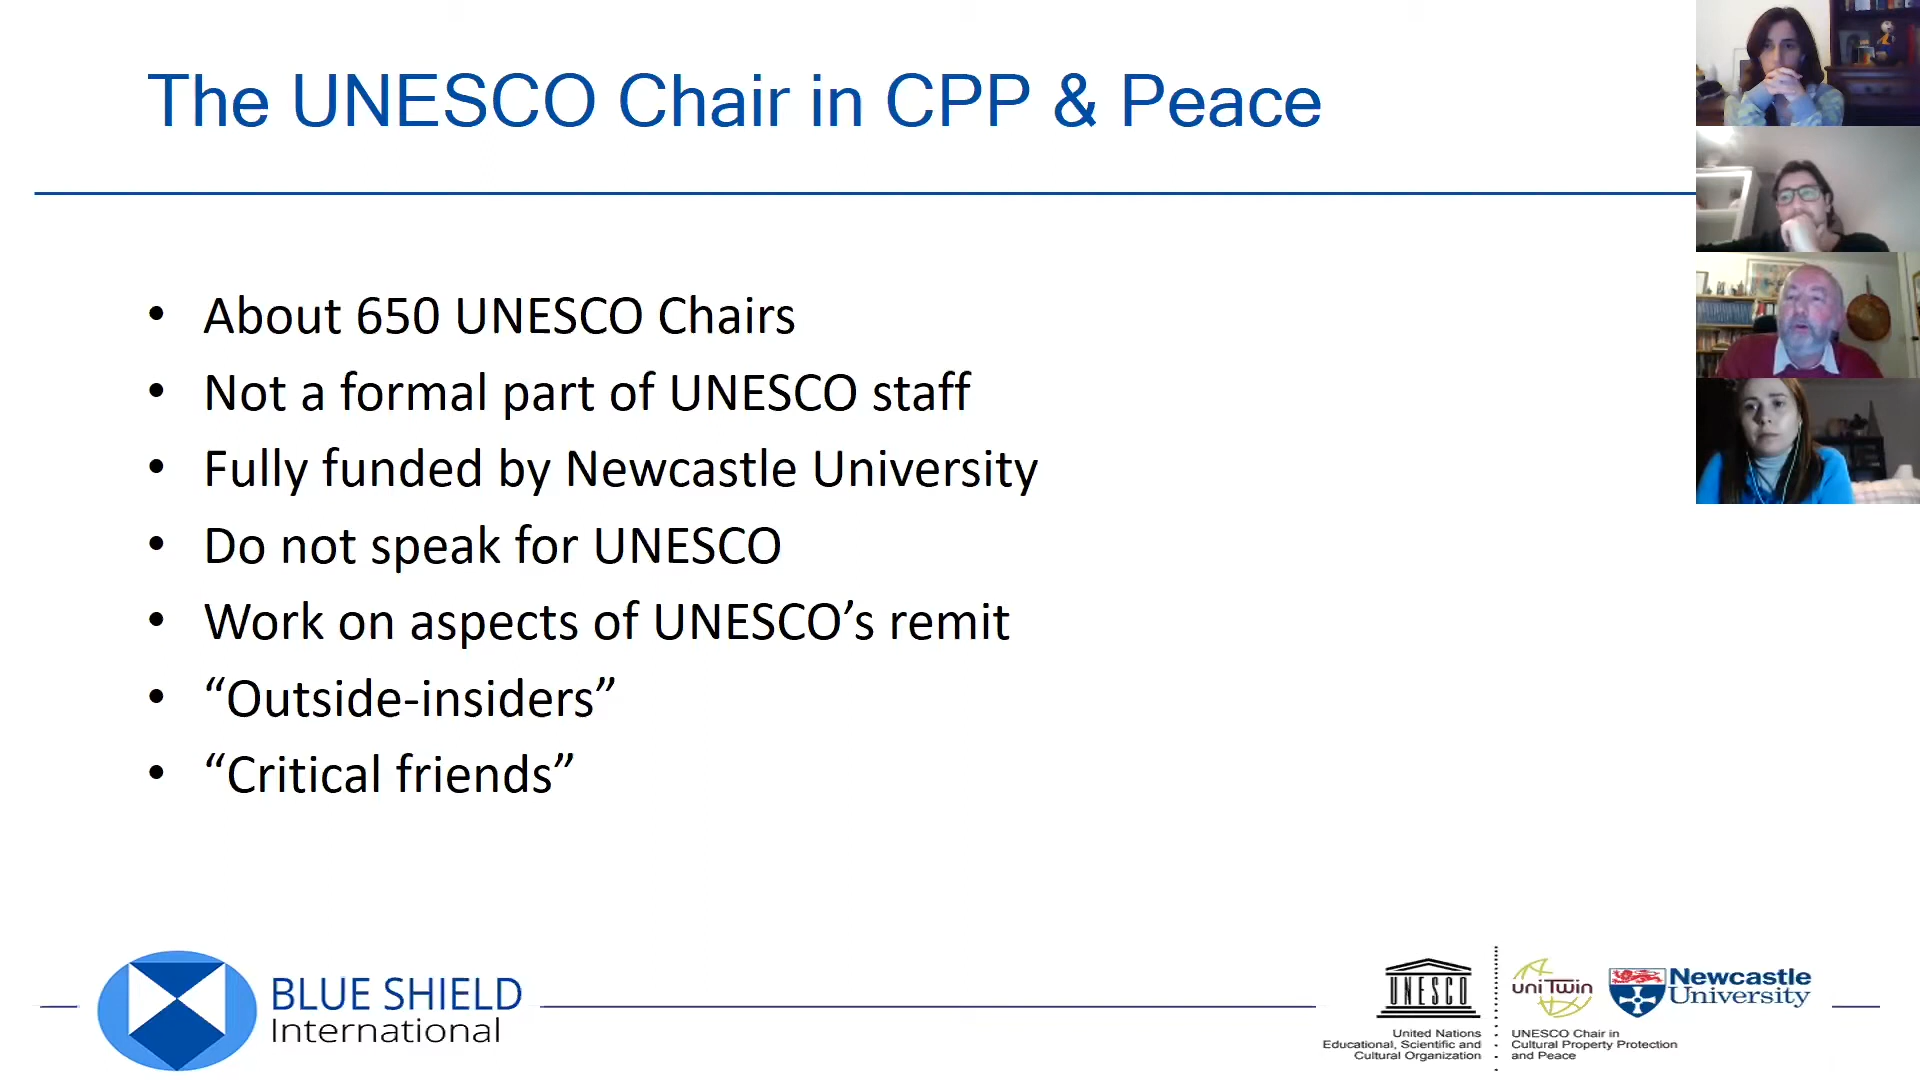 The UNESCO Chair in CPP & Peace
• About 650 UNESCO Chairs
• Not a formal part of UNESCO staff
• Fully funded by Newcastle University
• Do not speak for UNESCO
• Work on aspects of UNESCO’s remit
• “Outside-insiders”
• “Critical friends”
BLUE SHIELD
International
UNESCO
United Nations
Educational, Scientific and
Cultural Organization
uniTwin
Newcastle
University
UNESCO Chair in
Cultural Property Protection
and Peace